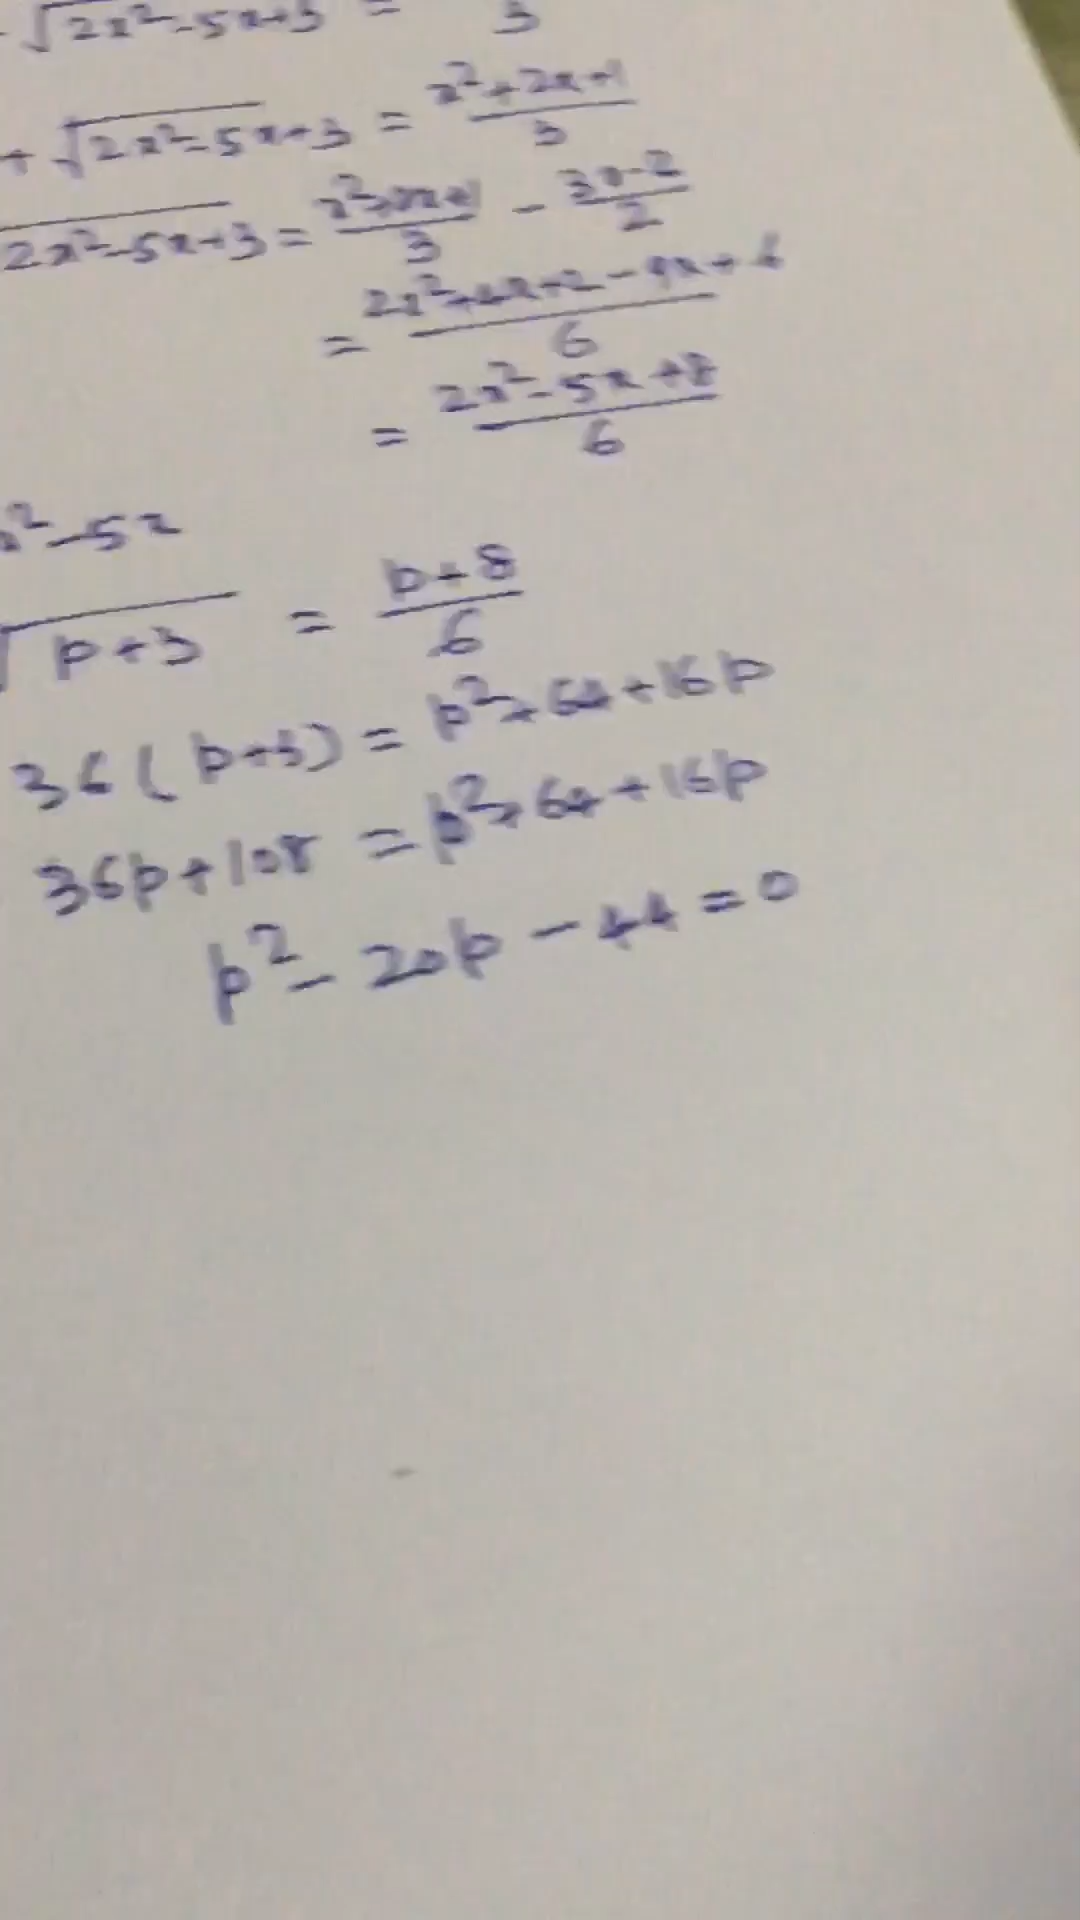 - √2x²-5x+3 = 3
+ √2x²-5x+3 = x²+2x+1/3
2x²-5x+3 = x²+2x+1/3 - 3x-2/2
= 2x²+4x+2-9x+6/6
= 2x²-5x+8/6
x²-5x
√p+3 = p+8/6
36(p+3) = p²+64+16p
36p+108 = p²+64+16p
p²-20p-44=0